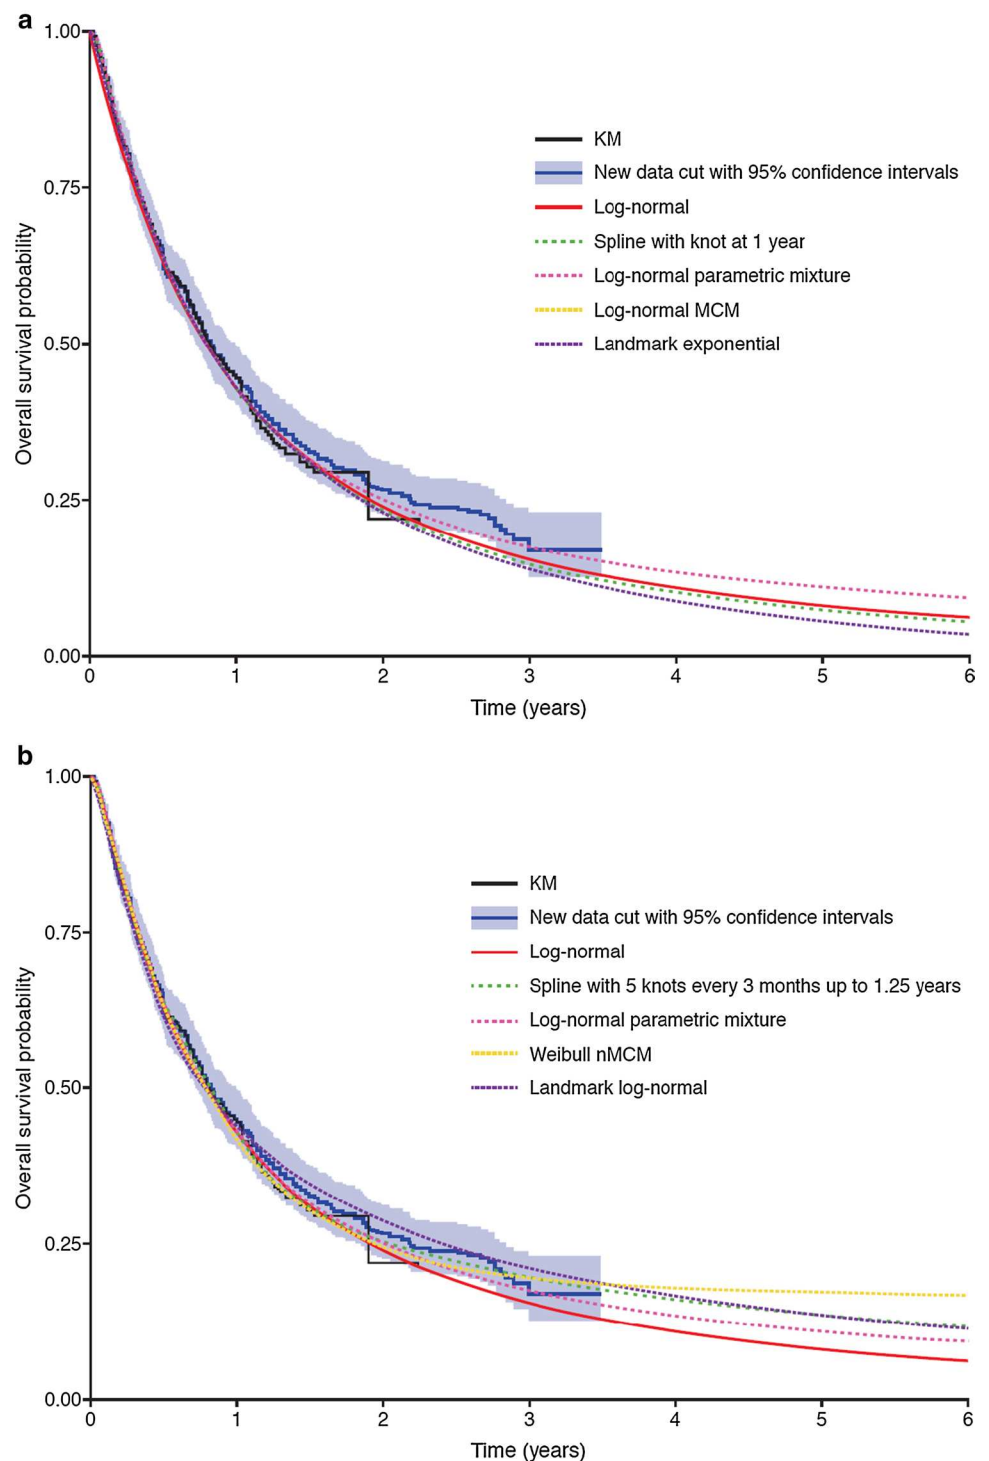 a
1.00
0.75
0.50
0.25
0.00
Overall survival probability
KM
New data cut with 95% confidence intervals
Log-normal
Spline with knot at 1 year
Log-normal parametric mixture
Log-normal MCM
Landmark exponential
0 1 2 3 4 5 6
Time (years)
b
1.00
0.75
0.50
0.25
0.00
Overall survival probability
KM
New data cut with 95% confidence intervals
Log-normal
Spline with 5 knots every 3 months up to 1.25 years
Log-normal parametric mixture
Weibull nMCM
Landmark log-normal
0 1 2 3 4 5 6
Time (years)